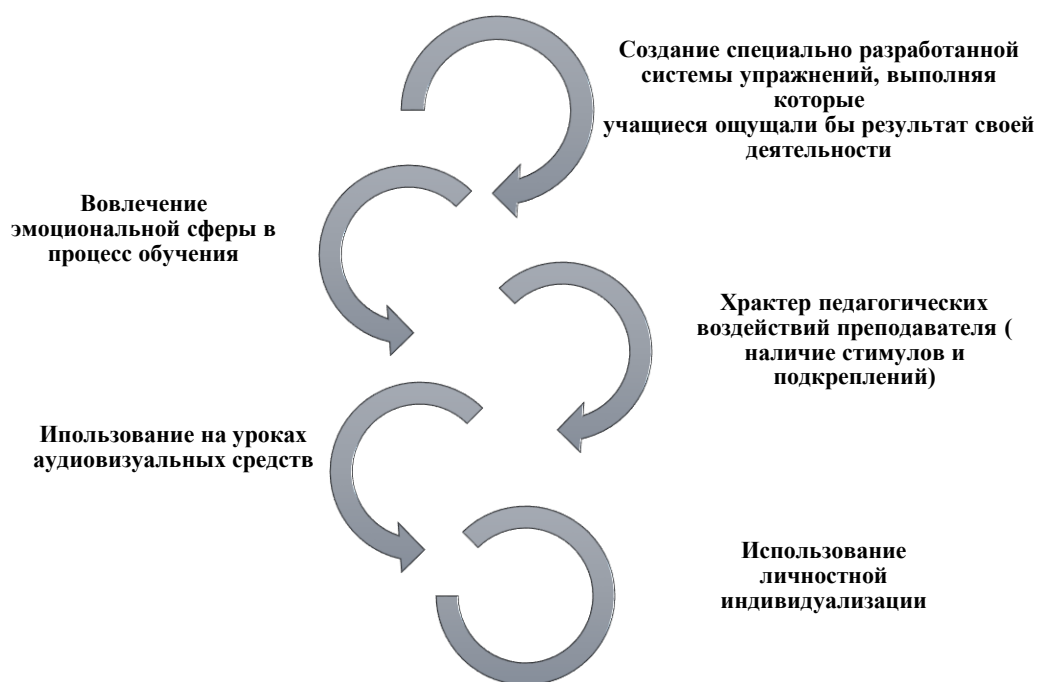 Создание специально разработанной
системы упражнений, выполняя
которые
учащиеся ощущали бы результат своей
деятельности
Вовлечение
эмоциональной сферы в
процесс обучения
Храктер педагогических
воздействий преподавателя (
наличие стимулов и
подкреплений)
Ипользование на уроках
аудиовизуальных средств
Использование
личностной
индивидуализации